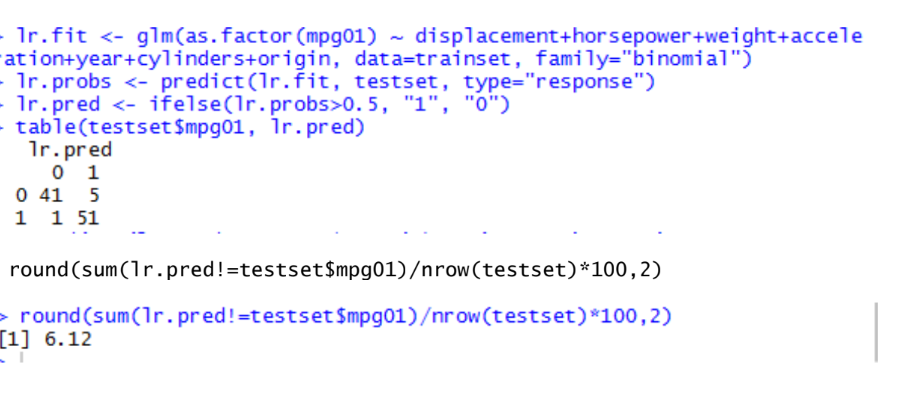 > lr.fit <- glm(as.factor(mpg01) ~ displacement+horsepower+weight+accele
ration+year+cylinders+origin, data=trainset, family="binomial")
> lr.probs <- predict(lr.fit, testset, type="response")
> lr.pred <- ifelse(lr.probs>0.5, "1", "0")
> table(testset$mpg01, lr.pred)
lr.pred
0 1
0 41 5
1 1 51
round(sum(lr.pred!=testset$mpg01)/nrow(testset)*100,2)
> round(sum(lr.pred!=testset$mpg01)/nrow(testset)*100,2)
[1] 6.12